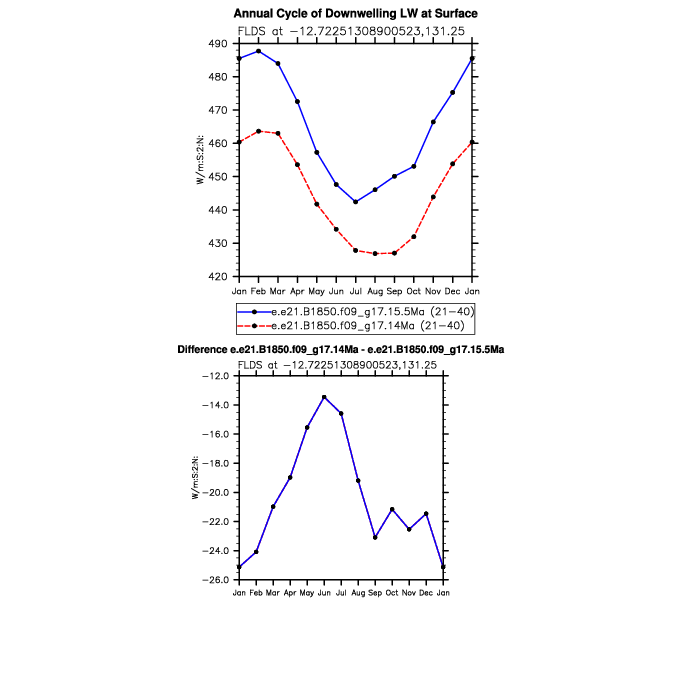 Annual Cycle of Downwelling LW at Surface
FLDS at −12.72251308900523,131.25
490
480
470
460
450
440
430
420
W/m:S:2:N:
Jan Feb Mar Apr May Jun Jul Aug Sep Oct Nov Dec Jan
e.e21.B1850.f09_g17.15.5Ma (21−40)
e.e21.B1850.f09_g17.14Ma (21−40)
Difference e.e21.B1850.f09_g17.14Ma - e.e21.B1850.f09_g17.15.5Ma
FLDS at −12.72251308900523,131.25
−12.0
−14.0
−16.0
−18.0
−20.0
−22.0
−24.0
−26.0
W/m:S:2:N:
Jan Feb Mar Apr May Jun Jul Aug Sep Oct Nov Dec Jan